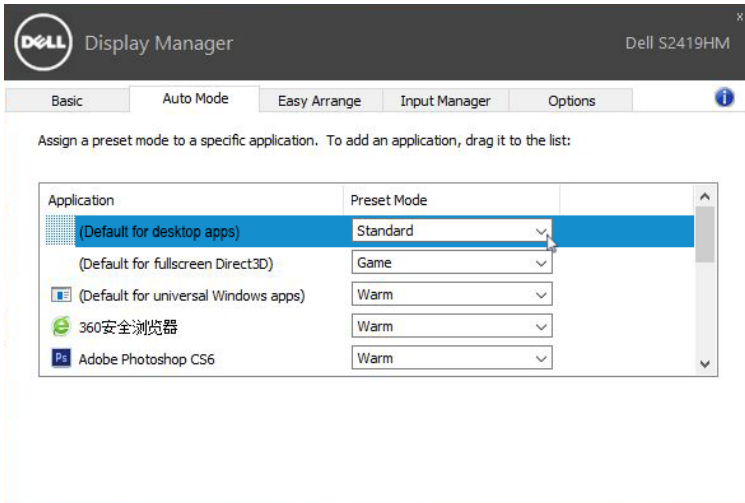 DELL Display Manager
x
Dell S2419HM
Basic Auto Mode Easy Arrange Input Manager Options
Assign a preset mode to a specific application. To add an application, drag it to the list:
Application Preset Mode
(Default for desktop apps) Standard
(Default for fullscreen Direct3D) Game
(Default for universal Windows apps) Warm
360安全浏览器 Warm
Ps Adobe Photoshop CS6 Warm